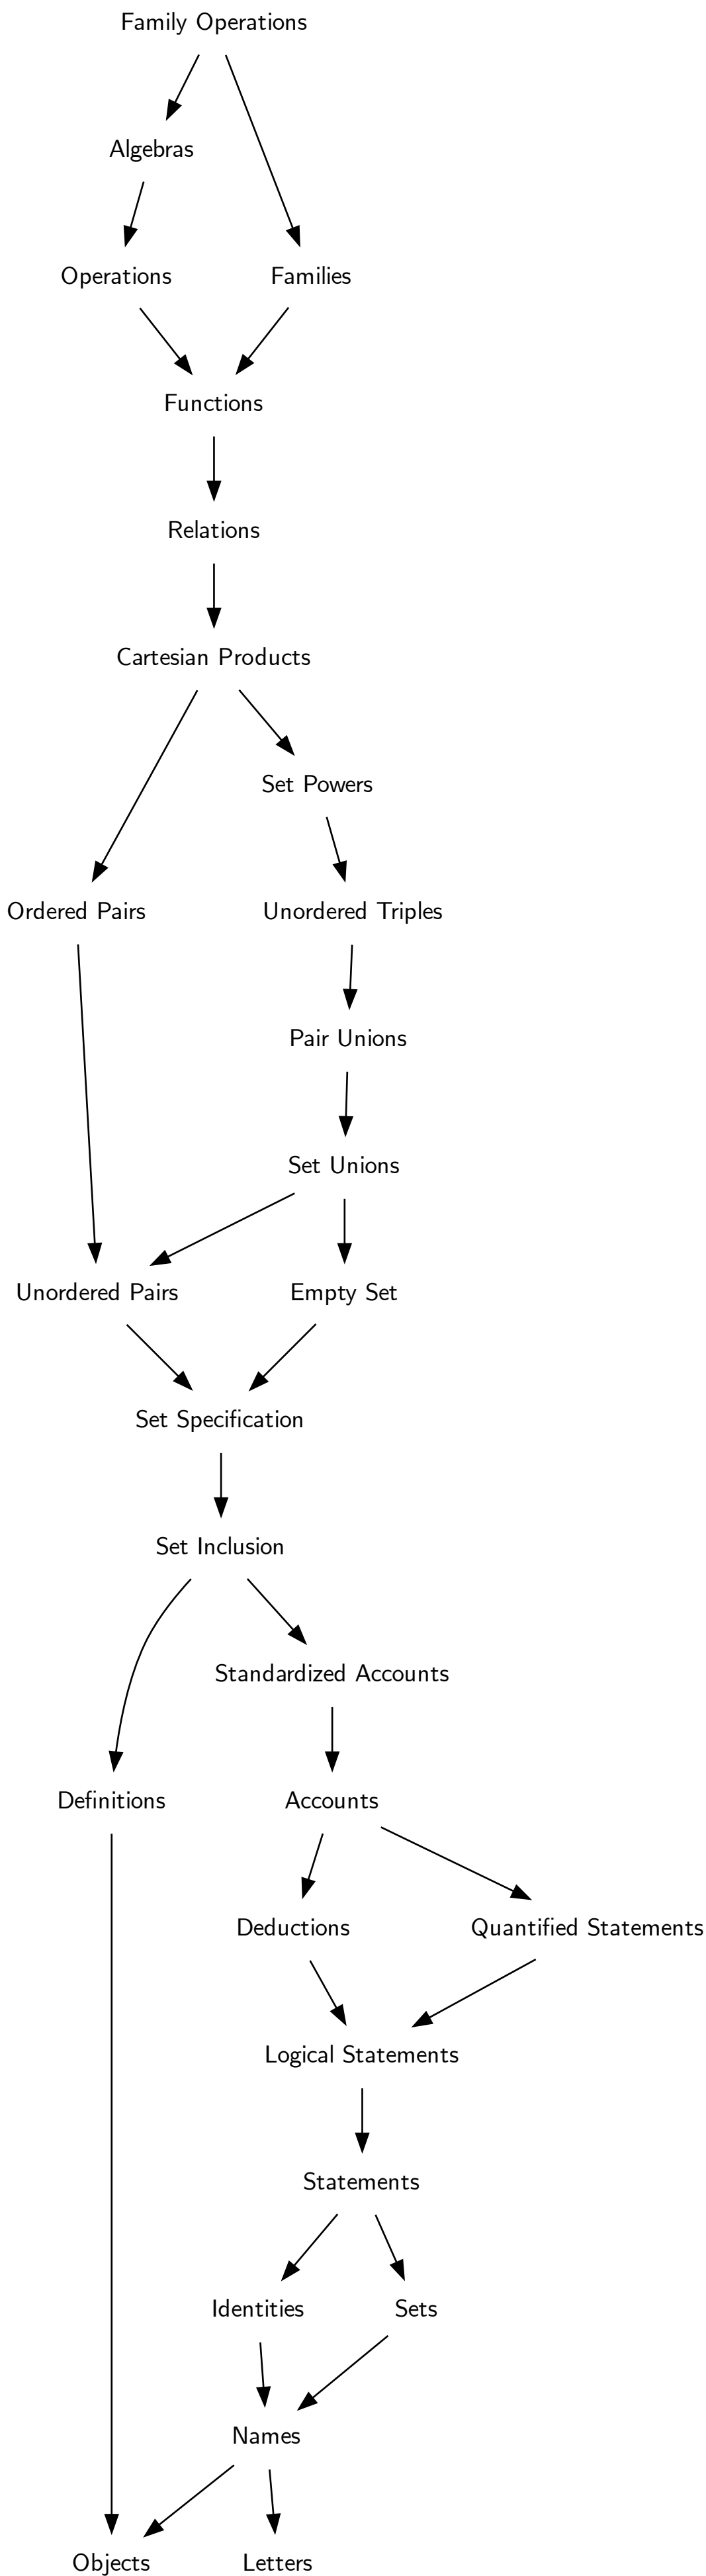 Family Operations
Algebras
Operations
Families
Functions
Relations
Cartesian Products
Set Powers
Ordered Pairs
Unordered Triples
Pair Unions
Set Unions
Unordered Pairs
Empty Set
Set Specification
Set Inclusion
Standardized Accounts
Definitions
Accounts
Deductions
Quantified Statements
Logical Statements
Statements
Identities
Sets
Names
Objects
Letters